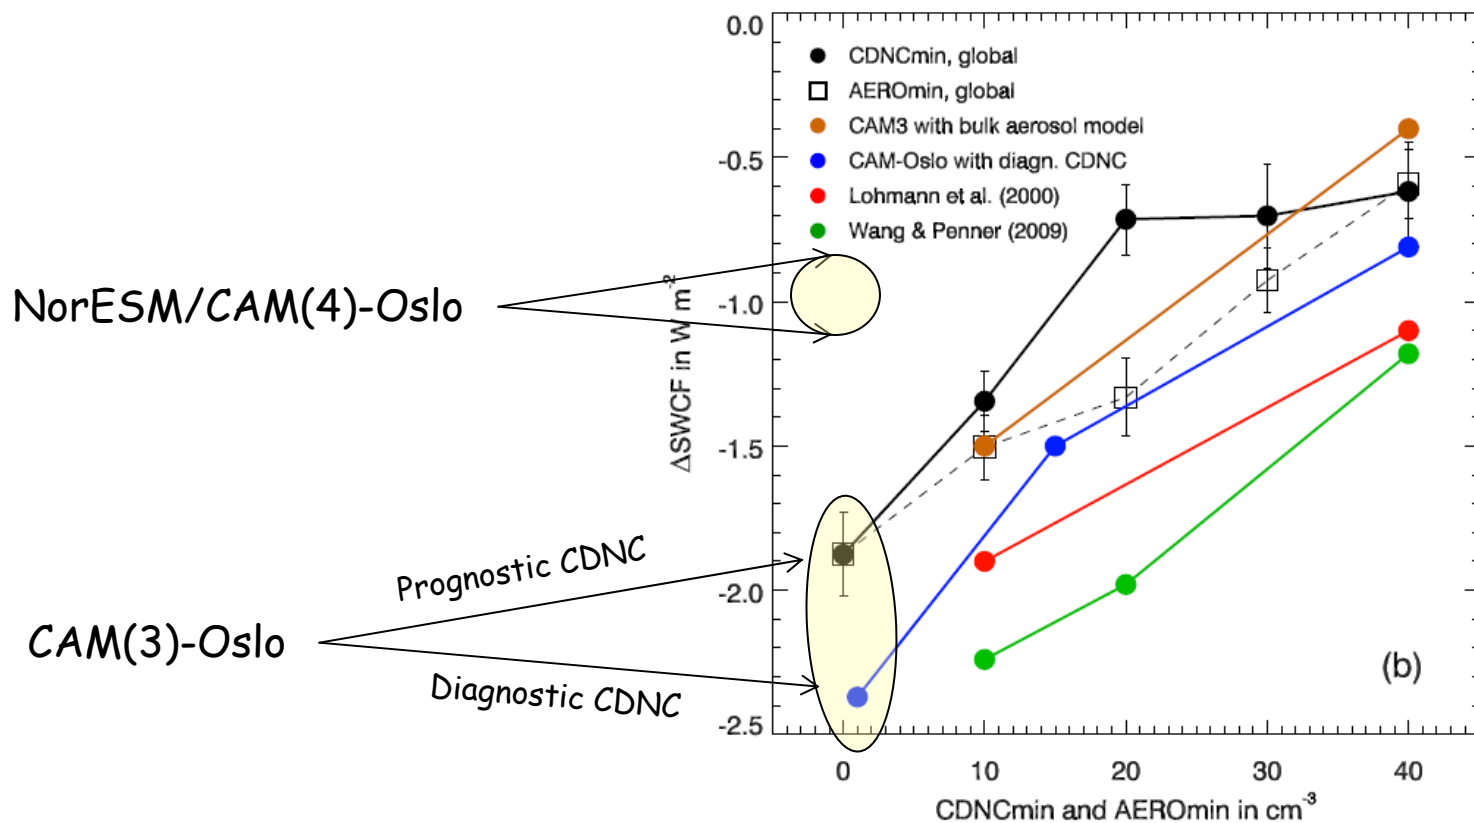 0.0
-0.5
-1.0
-1.5
-2.0
-2.5
ΔSWCF in W m⁻²
CDNCmin, global
AEROmin, global
CAM3 with bulk aerosol model
CAM-Oslo with diagn. CDNC
Lohmann et al. (2000)
Wang & Penner (2009)
NorESM/CAM(4)-Oslo
Prognostic CDNC
CAM(3)-Oslo
Diagnostic CDNC
(b)
0 10 20 30 40
CDNCmin and AEROmin in cm⁻³